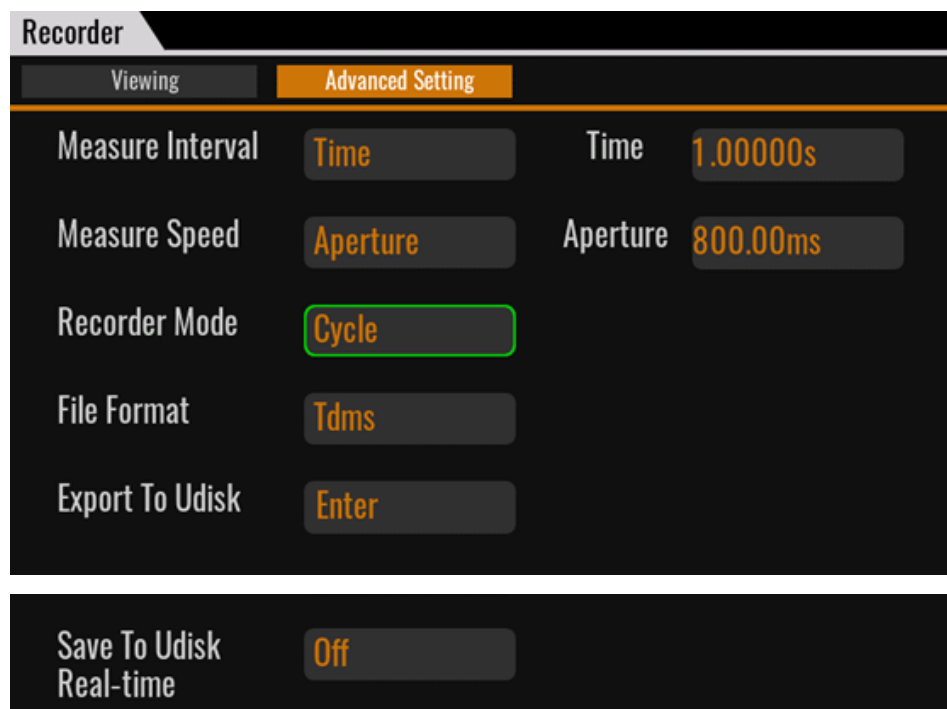 Recorder
Viewing Advanced Setting
Measure Interval Time Time 1.00000s
Measure Speed Aperture Aperture 800.00ms
Recorder Mode Cycle
File Format Tdms
Export To Udisk Enter
Save To Udisk Off
Real-time